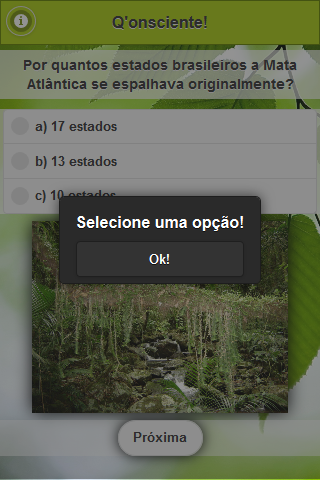 Q'onsciente!
Por quantos estados brasileiros a Mata
Atlântica se espalhava originalmente?
a) 17 estados
b) 13 estados
c) 10 estados
Selecione uma opção!
Ok!
Próxima